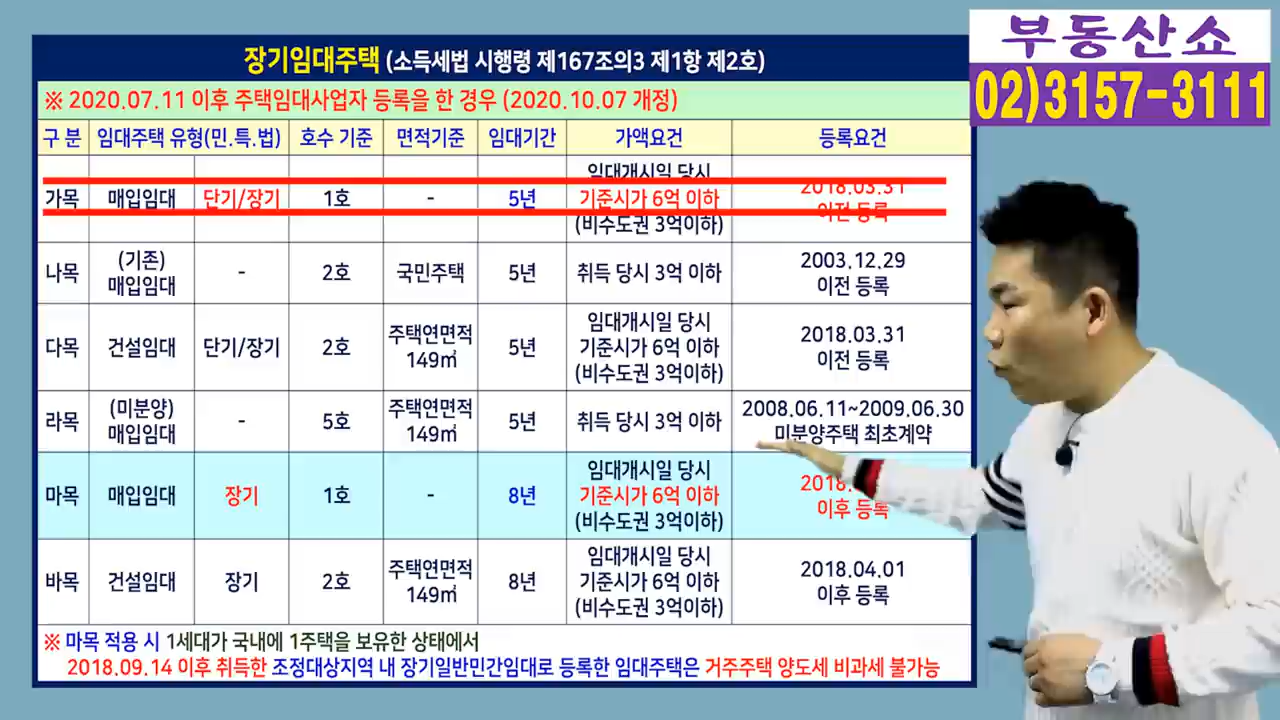 부동산쇼
02)3157-3111
장기임대주택 (소득세법 시행령 제167조의3 제1항 제2호)
※ 2020.07.11 이후 주택임대사업자 등록을 한 경우 (2020.10.07 개정)
구 분 임대주택 유형(민.특.법) 호수 기준 면적기준 임대기간 가액요건 등록요건
가목 매입임대 단기/장기 1호 - 5년 임대개시일 당시 기준시가 6억 이하 (비수도권 3억이하) 2018.03.31 이전 등록
나목 (기존) 매입임대 - 2호 국민주택 5년 취득 당시 3억 이하 2003.12.29 이전 등록
다목 건설임대 단기/장기 2호 주택연면적 149㎡ 5년 임대개시일 당시 기준시가 6억 이하 (비수도권 3억이하) 2018.03.31 이전 등록
라목 (미분양) 매입임대 - 5호 주택연면적 149㎡ 5년 취득 당시 3억 이하 2008.06.11~2009.06.30 미분양주택 최초계약
마목 매입임대 장기 1호 - 8년 임대개시일 당시 기준시가 6억 이하 (비수도권 3억이하) 2018. 이후 등록
바목 건설임대 장기 2호 주택연면적 149㎡ 8년 임대개시일 당시 기준시가 6억 이하 (비수도권 3억이하) 2018.04.01 이후 등록
※ 마목 적용 시 1세대가 국내에 1주택을 보유한 상태에서
2018.09.14 이후 취득한 조정대상지역 내 장기일반민간임대로 등록한 임대주택은 거주주택 양도세 비과세 불가능